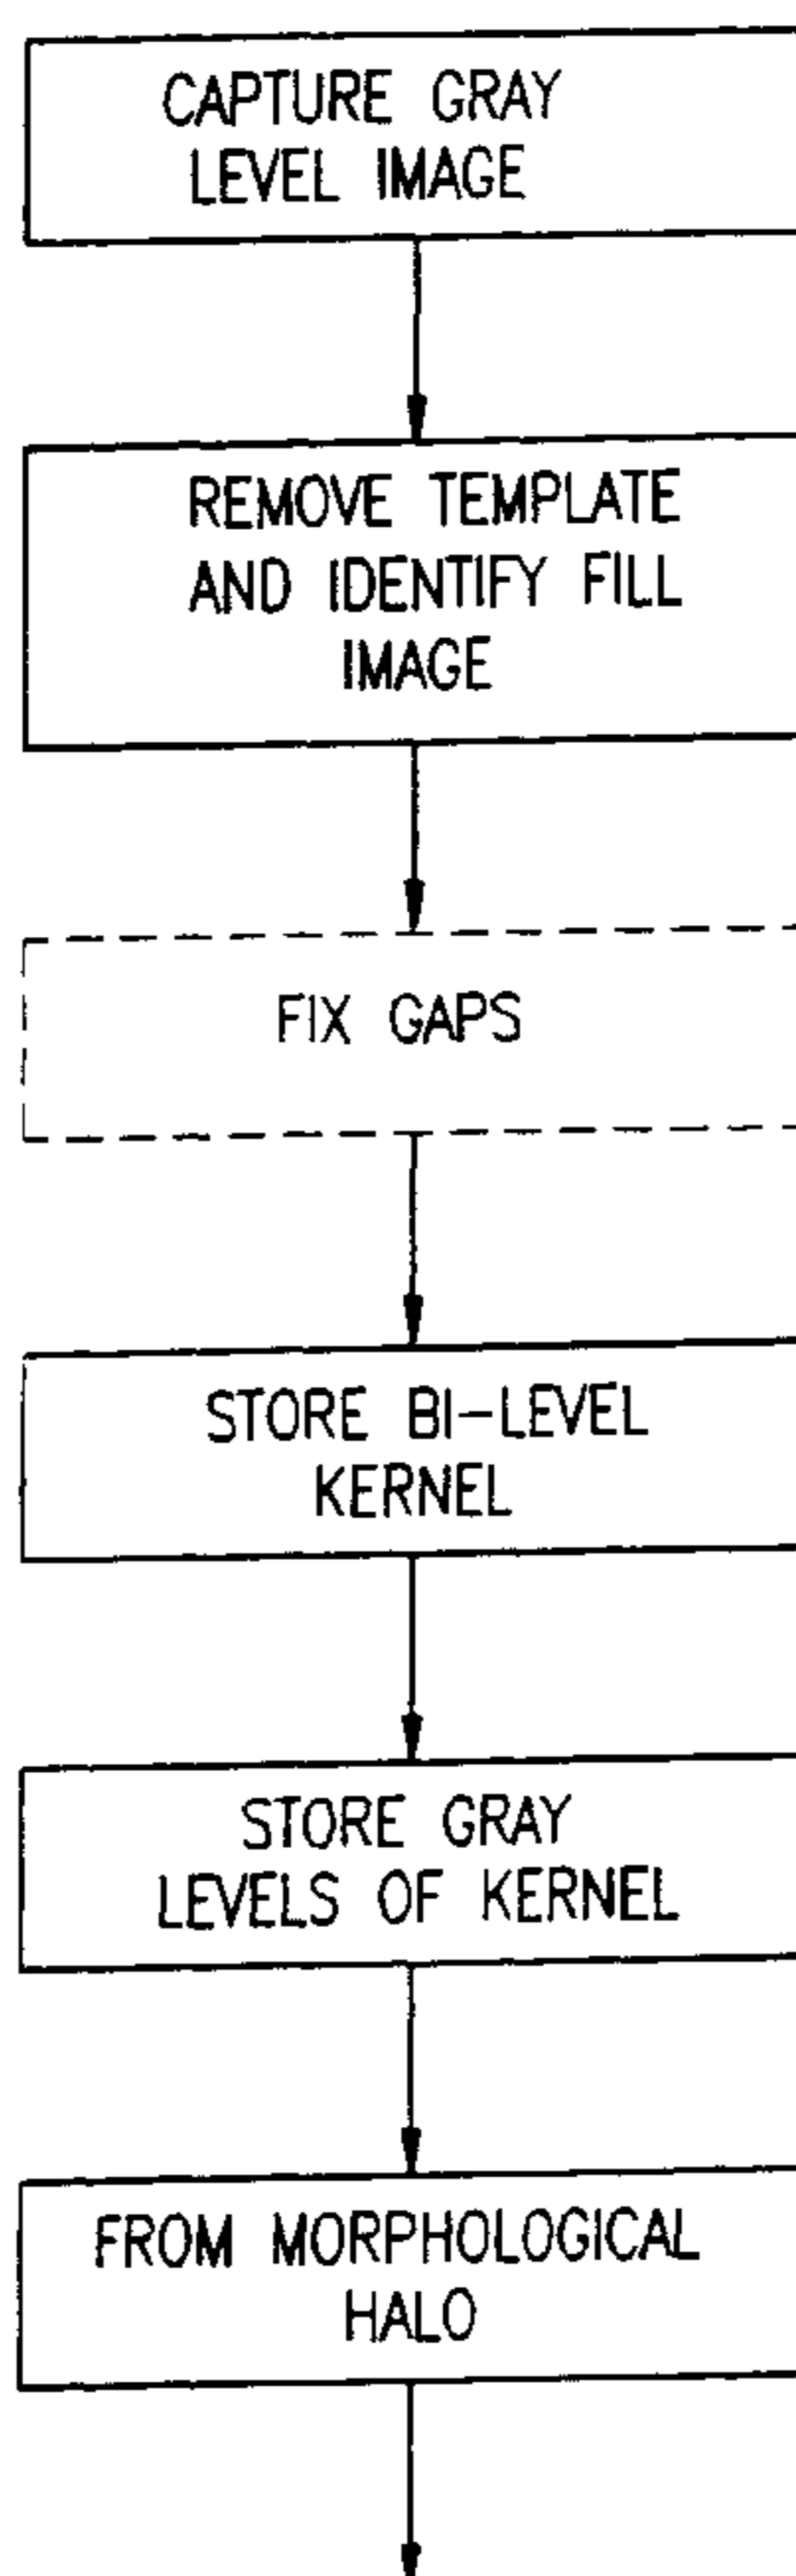 CAPTURE GRAY
LEVEL IMAGE
REMOVE TEMPLATE
AND IDENTIFY FILL
IMAGE
FIX GAPS
STORE BI-LEVEL
KERNEL
STORE GRAY
LEVELS OF KERNEL
FROM MORPHOLOGICAL
HALO